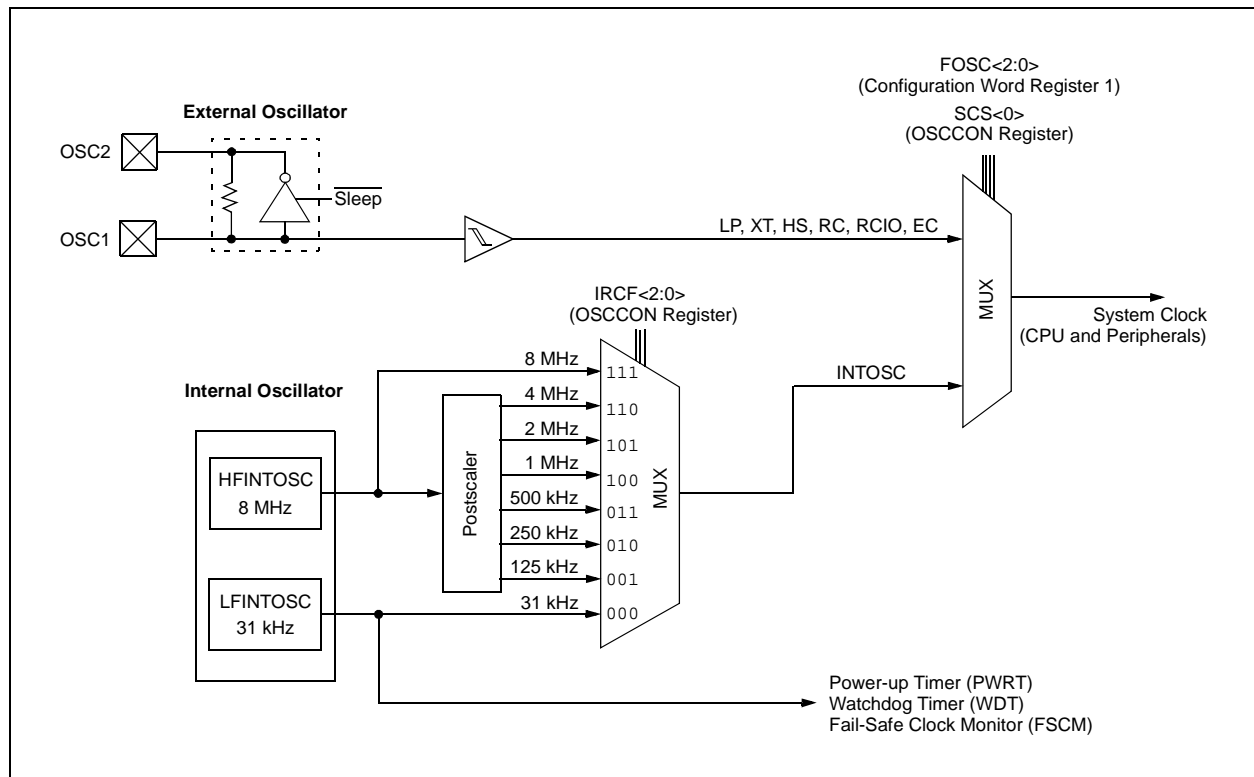 FOSC<2:0>
(Configuration Word Register 1)
SCS<0>
(OSCCON Register)
External Oscillator
OSC2
Sleep
OSC1
LP, XT, HS, RC, RCIO, EC
IRCF<2:0>
(OSCCON Register)
MUX
System Clock
(CPU and Peripherals)
INTOSC
Internal Oscillator
HFINTOSC
8 MHz
LFINTOSC
31 kHz
Postscaler
8 MHz
4 MHz
2 MHz
1 MHz
500 kHz
250 kHz
125 kHz
31 kHz
111
110
101
100
011
010
001
000
MUX
Power-up Timer (PWRT)
Watchdog Timer (WDT)
Fail-Safe Clock Monitor (FSCM)